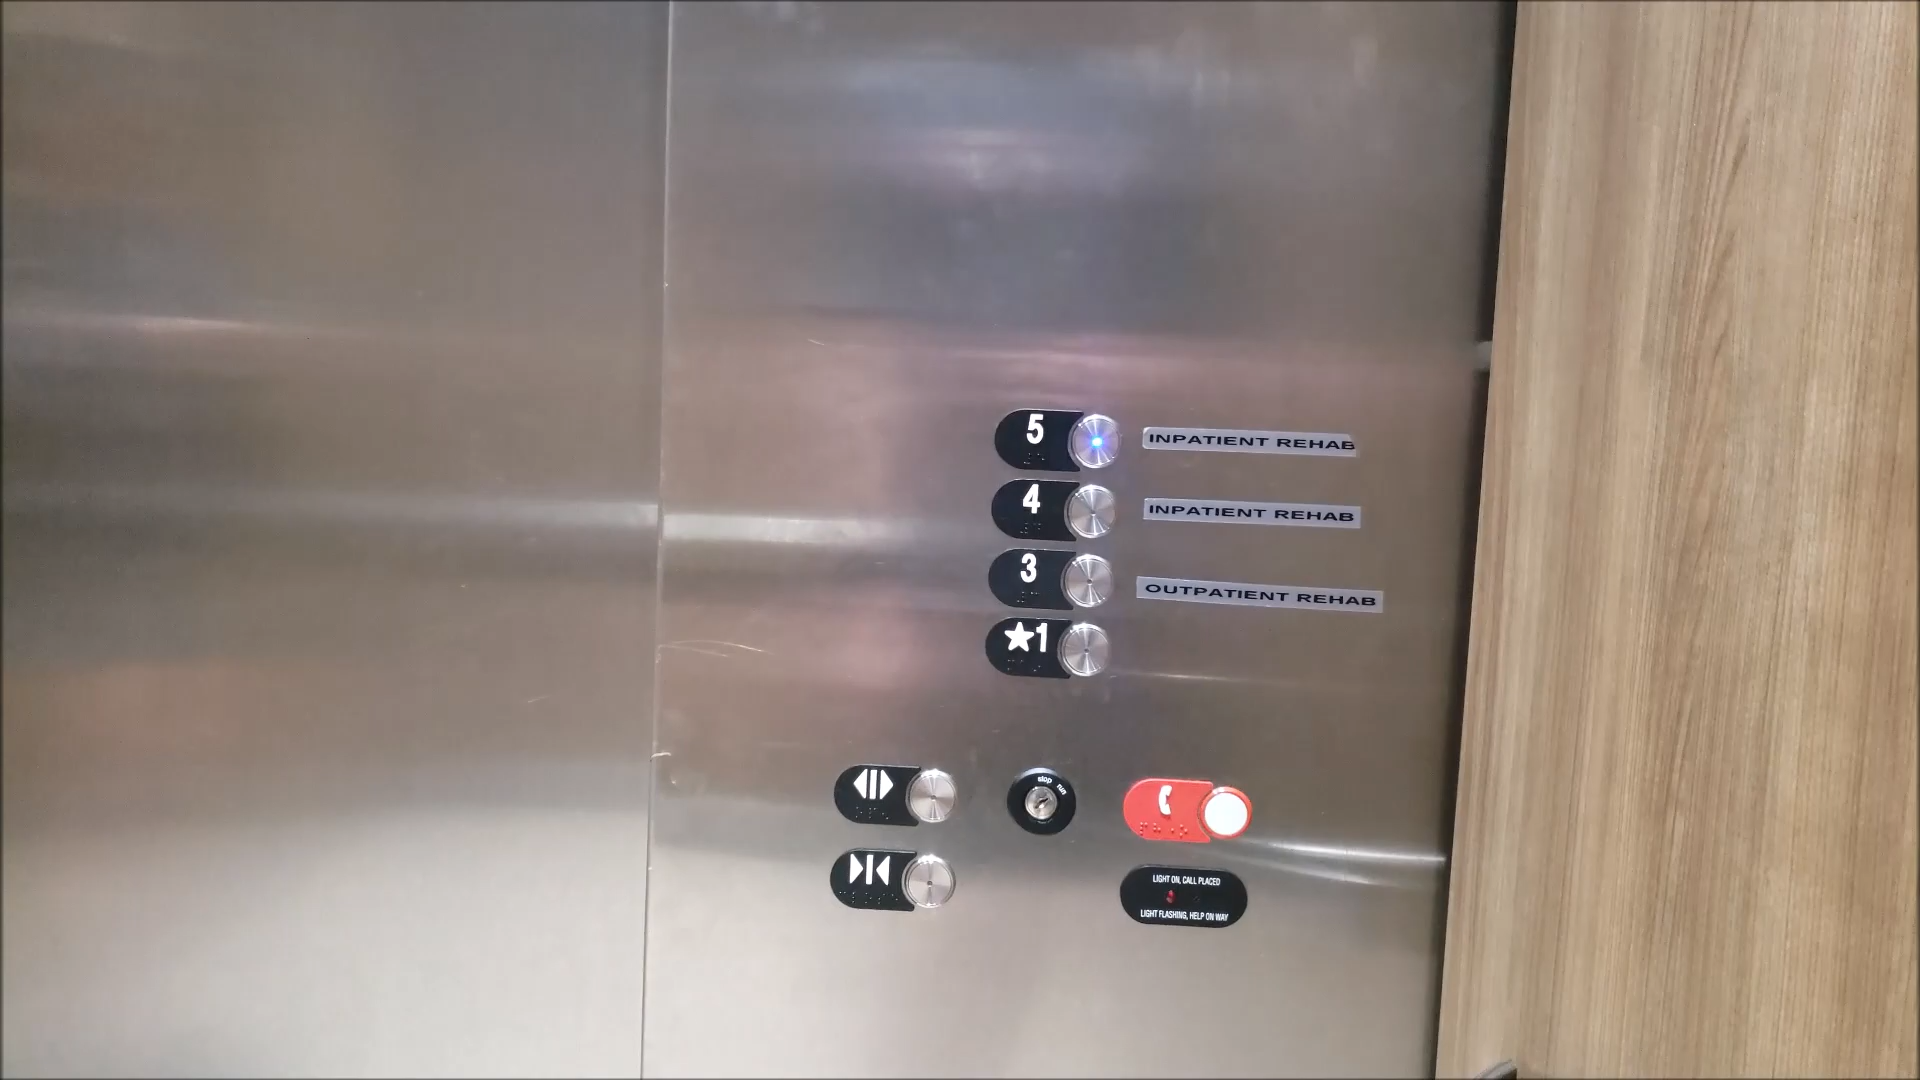 5 INPATIENT REHAB
4 INPATIENT REHAB
3 OUTPATIENT REHAB
★1
stop run
LIGHT ON, CALL PLACED
LIGHT FLASHING, HELP ON WAY